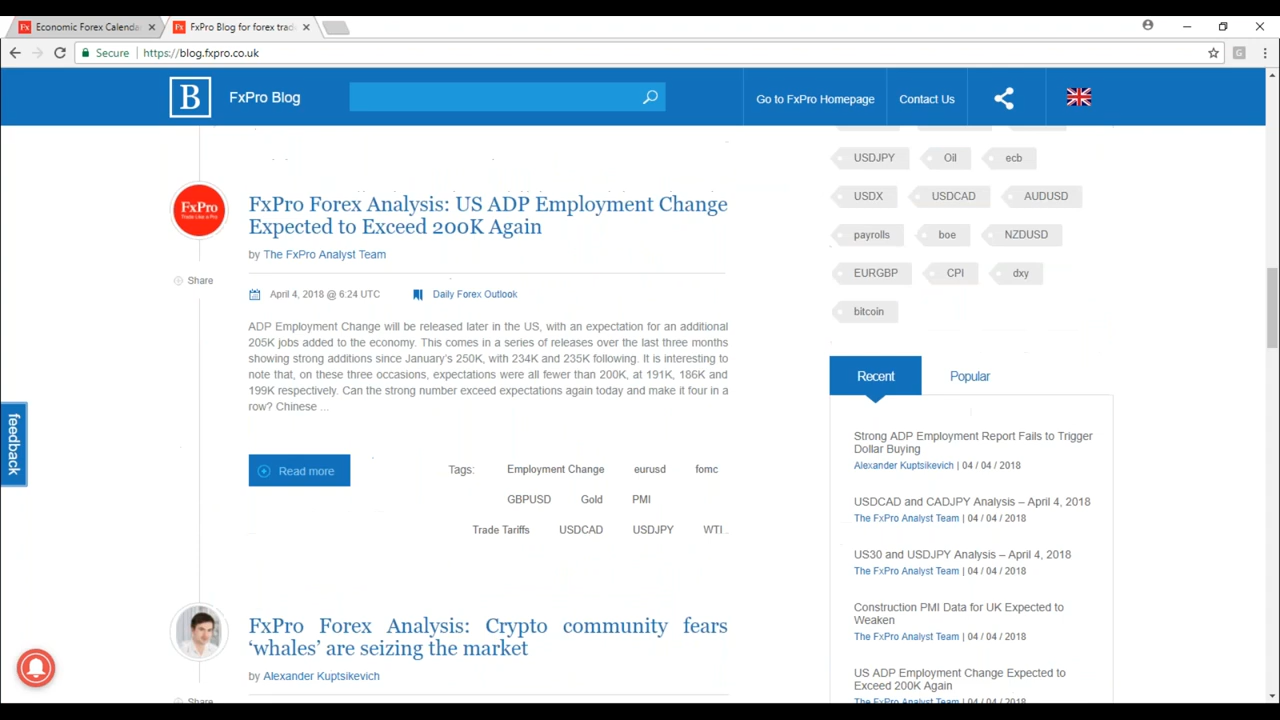 Economic Forex Calenda
FxPro Blog for forex trad
Secure
https://blog.fxpro.co.uk
G
B
FxPro Blog
Go to FxPro Homepage
Contact Us
USDJPY
Oil
ecb
USDX
USDCAD
AUDUSD
payrolls
boe
NZDUSD
EURGBP
CPI
dxy
bitcoin
FxPro
Trade Like a Pro
FxPro Forex Analysis: US ADP Employment Change
Expected to Exceed 200K Again
by The FxPro Analyst Team
Share
April 4, 2018 @ 6:24 UTC
Daily Forex Outlook
ADP Employment Change will be released later in the US, with an expectation for an additional
205K jobs added to the economy. This comes in a series of releases over the last three months
showing strong additions since January's 250K, with 234K and 235K following. It is interesting to
note that, on these three occasions, expectations were all fewer than 200K, at 191K, 186K and
199K respectively. Can the strong number exceed expectations again today and make it four in a
row? Chinese ...
Read more
Tags:
Employment Change
eurusd
fomc
GBPUSD
Gold
PMI
Trade Tariffs
USDCAD
USDJPY
WTI
FxPro Forex Analysis: Crypto community fears
‘whales’ are seizing the market
by Alexander Kuptsikevich
Share
feedback
Recent
Popular
Strong ADP Employment Report Fails to Trigger
Dollar Buying
Alexander Kuptsikevich | 04 / 04 / 2018
USDCAD and CADJPY Analysis – April 4, 2018
The FxPro Analyst Team | 04 / 04 / 2018
US30 and USDJPY Analysis – April 4, 2018
The FxPro Analyst Team | 04 / 04 / 2018
Construction PMI Data for UK Expected to
Weaken
The FxPro Analyst Team | 04 / 04 / 2018
US ADP Employment Change Expected to
Exceed 200K Again
The FxPro Analyst Team | 04 / 04 / 2018